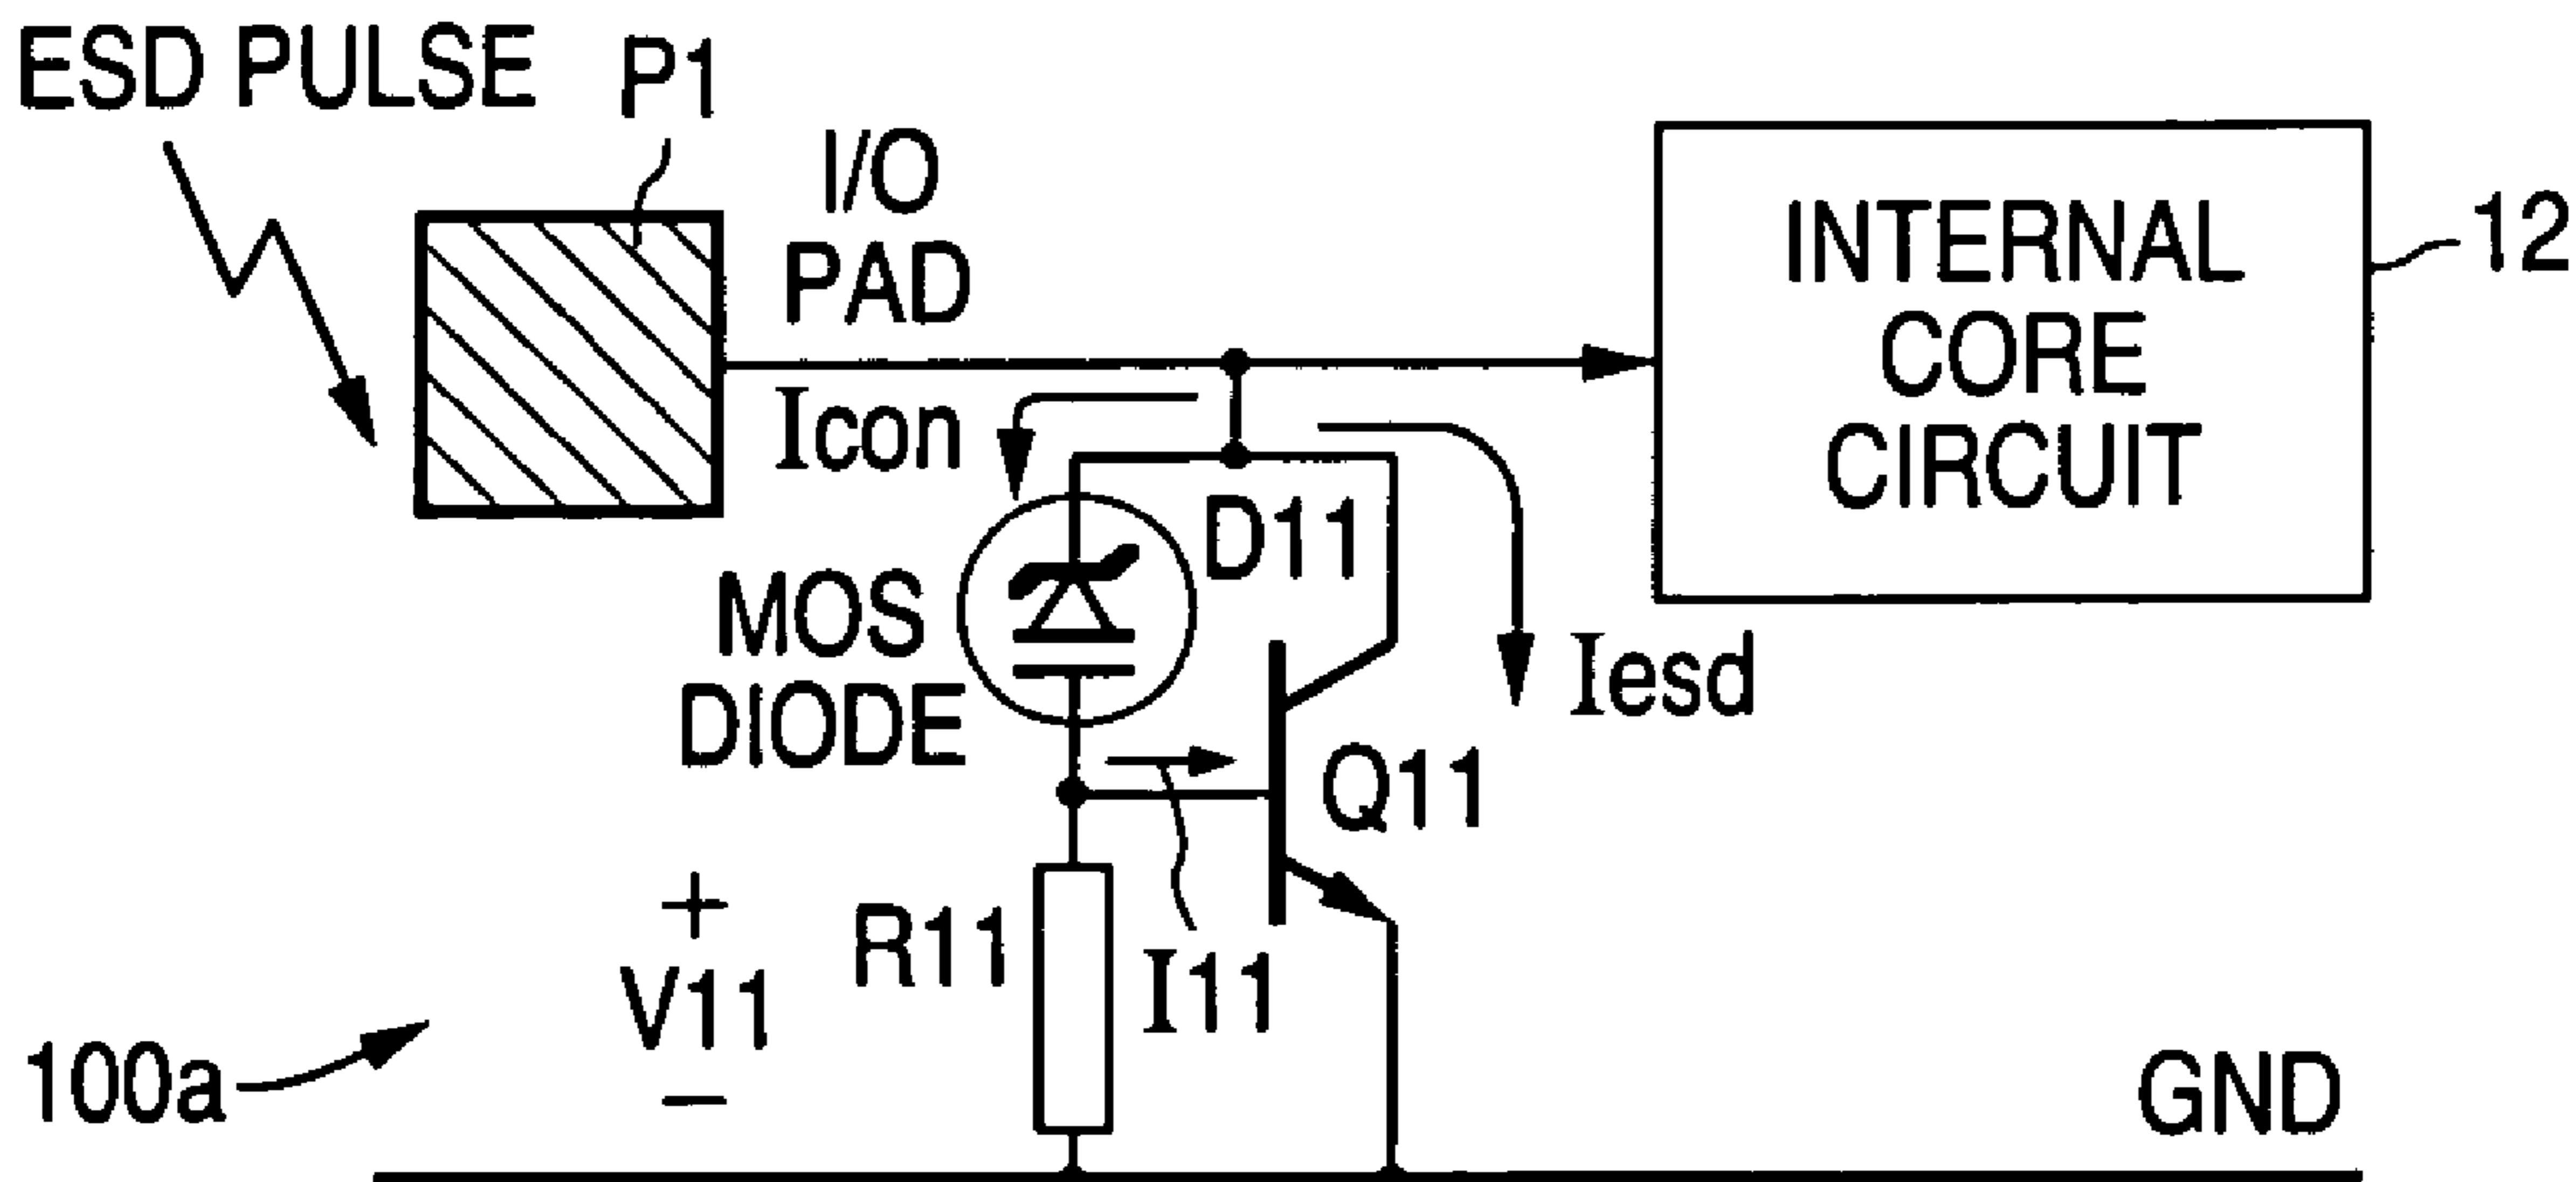 ESD PULSE
P1
I/O
PAD
INTERNAL
CORE
CIRCUIT
12
Icon
D11
MOS
DIODE
Iesd
Q11
+
V11
−
R11
I11
100a
GND